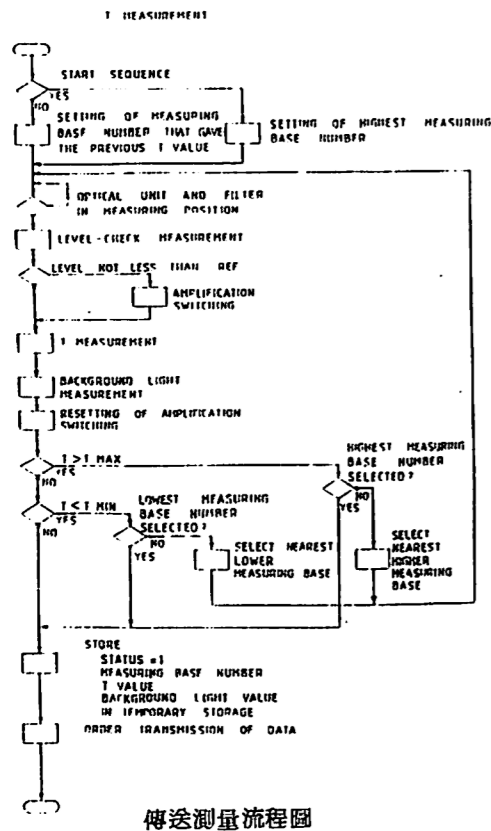 T MEASUREMENT
START SEQUENCE
YES
NO
SETTING OF MEASURING
BASE NUMBER THAT GAVE
THE PREVIOUS T VALUE
SETTING OF HIGHEST MEASURING
BASE NUMBER
OPTICAL UNIT AND FILTER
IN MEASURING POSITION
LEVEL-CHECK MEASUREMENT
LEVEL NOT LESS THAN REF
AMPLIFICATION
SWITCHING
T MEASUREMENT
BACKGROUND LIGHT
MEASUREMENT
RESETTING OF AMPLIFICATION
SWITCHING
T > T MAX
YES
NO
HIGHEST MEASURING
BASE NUMBER
SELECTED?
NO
YES
T < T MIN
YES
NO
LOWEST MEASURING
BASE NUMBER
SELECTED?
NO
YES
SELECT NEAREST
LOWER
MEASURING BASE
SELECT
NEAREST
HIGHER
MEASURING
BASE
STORE
STATUS=1
MEASURING BASE NUMBER
T VALUE
BACKGROUND LIGHT VALUE
IN TEMPORARY STORAGE
ORDER TRANSMISSION OF DATA
傳送測量流程圖